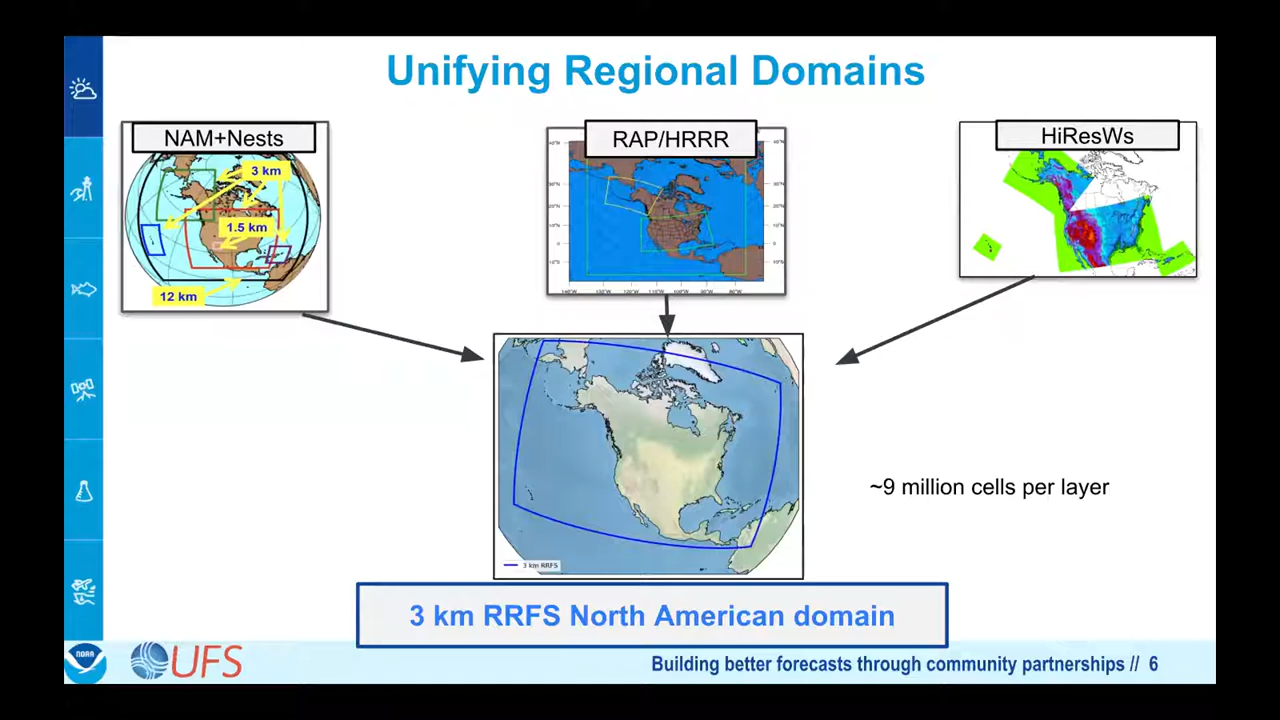 Unifying Regional Domains
NAM+Nests
3 km
1.5 km
12 km
RAP/HRRR
HiResWs
~9 million cells per layer
3 km RRFS
3 km RRFS North American domain
NOAA
UFS
Building better forecasts through community partnerships // 6